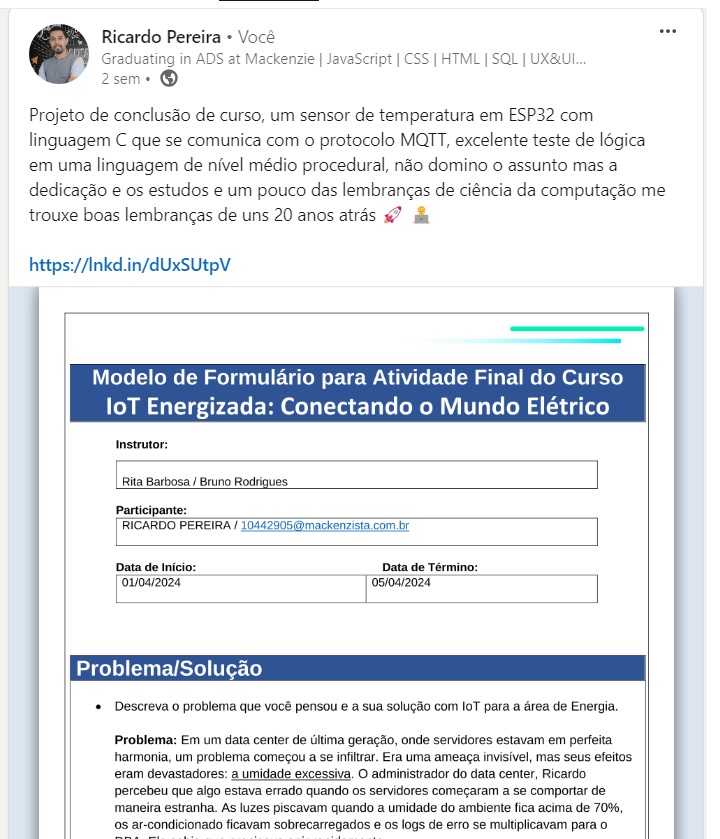 Ricardo Pereira • Você
Graduating in ADS at Mackenzie | JavaScript | CSS | HTML | SQL | UX&UI...
2 sem •
Projeto de conclusão de curso, um sensor de temperatura em ESP32 com
linguagem C que se comunica com o protocolo MQTT, excelente teste de lógica
em uma linguagem de nível médio procedural, não domino o assunto mas a
dedicação e os estudos e um pouco das lembranças de ciência da computação me
trouxe boas lembranças de uns 20 anos atrás 🚀 🧑‍💻
https://lnkd.in/dUxSUtpV
Modelo de Formulário para Atividade Final do Curso
IoT Energizada: Conectando o Mundo Elétrico
Instrutor:
Rita Barbosa / Bruno Rodrigues
Participante:
RICARDO PEREIRA / 10442905@mackenzista.com.br
Data de Início: Data de Término:
01/04/2024 05/04/2024
Problema/Solução
• Descreva o problema que você pensou e a sua solução com IoT para a área de Energia.
Problema: Em um data center de última geração, onde servidores estavam em perfeita
harmonia, um problema começou a se infiltrar. Era uma ameaça invisível, mas seus efeitos
eram devastadores: a umidade excessiva. O administrador do data center, Ricardo
percebeu que algo estava errado quando os servidores começaram a se comportar de
maneira estranha. As luzes piscavam quando a umidade do ambiente fica acima de 70%,
os ar-condicionado ficavam sobrecarregados e os logs de erro se multiplicavam para o